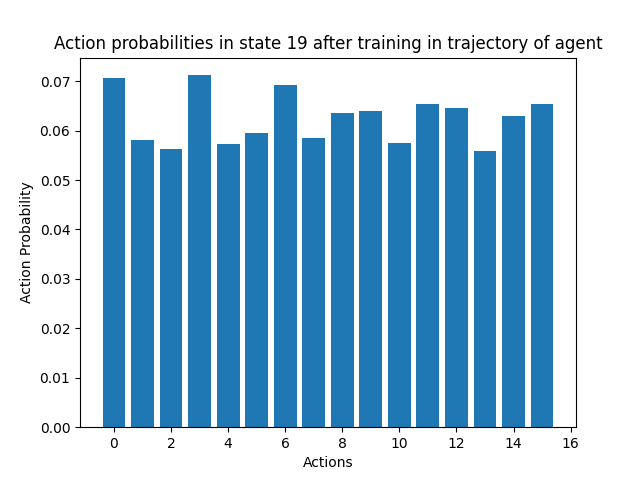 Action probabilities in state 19 after training in trajectory of agent
0.07
0.06
0.05
0.04
0.03
0.02
0.01
0.00
Action Probability
0 2 4 6 8 10 12 14 16
Actions